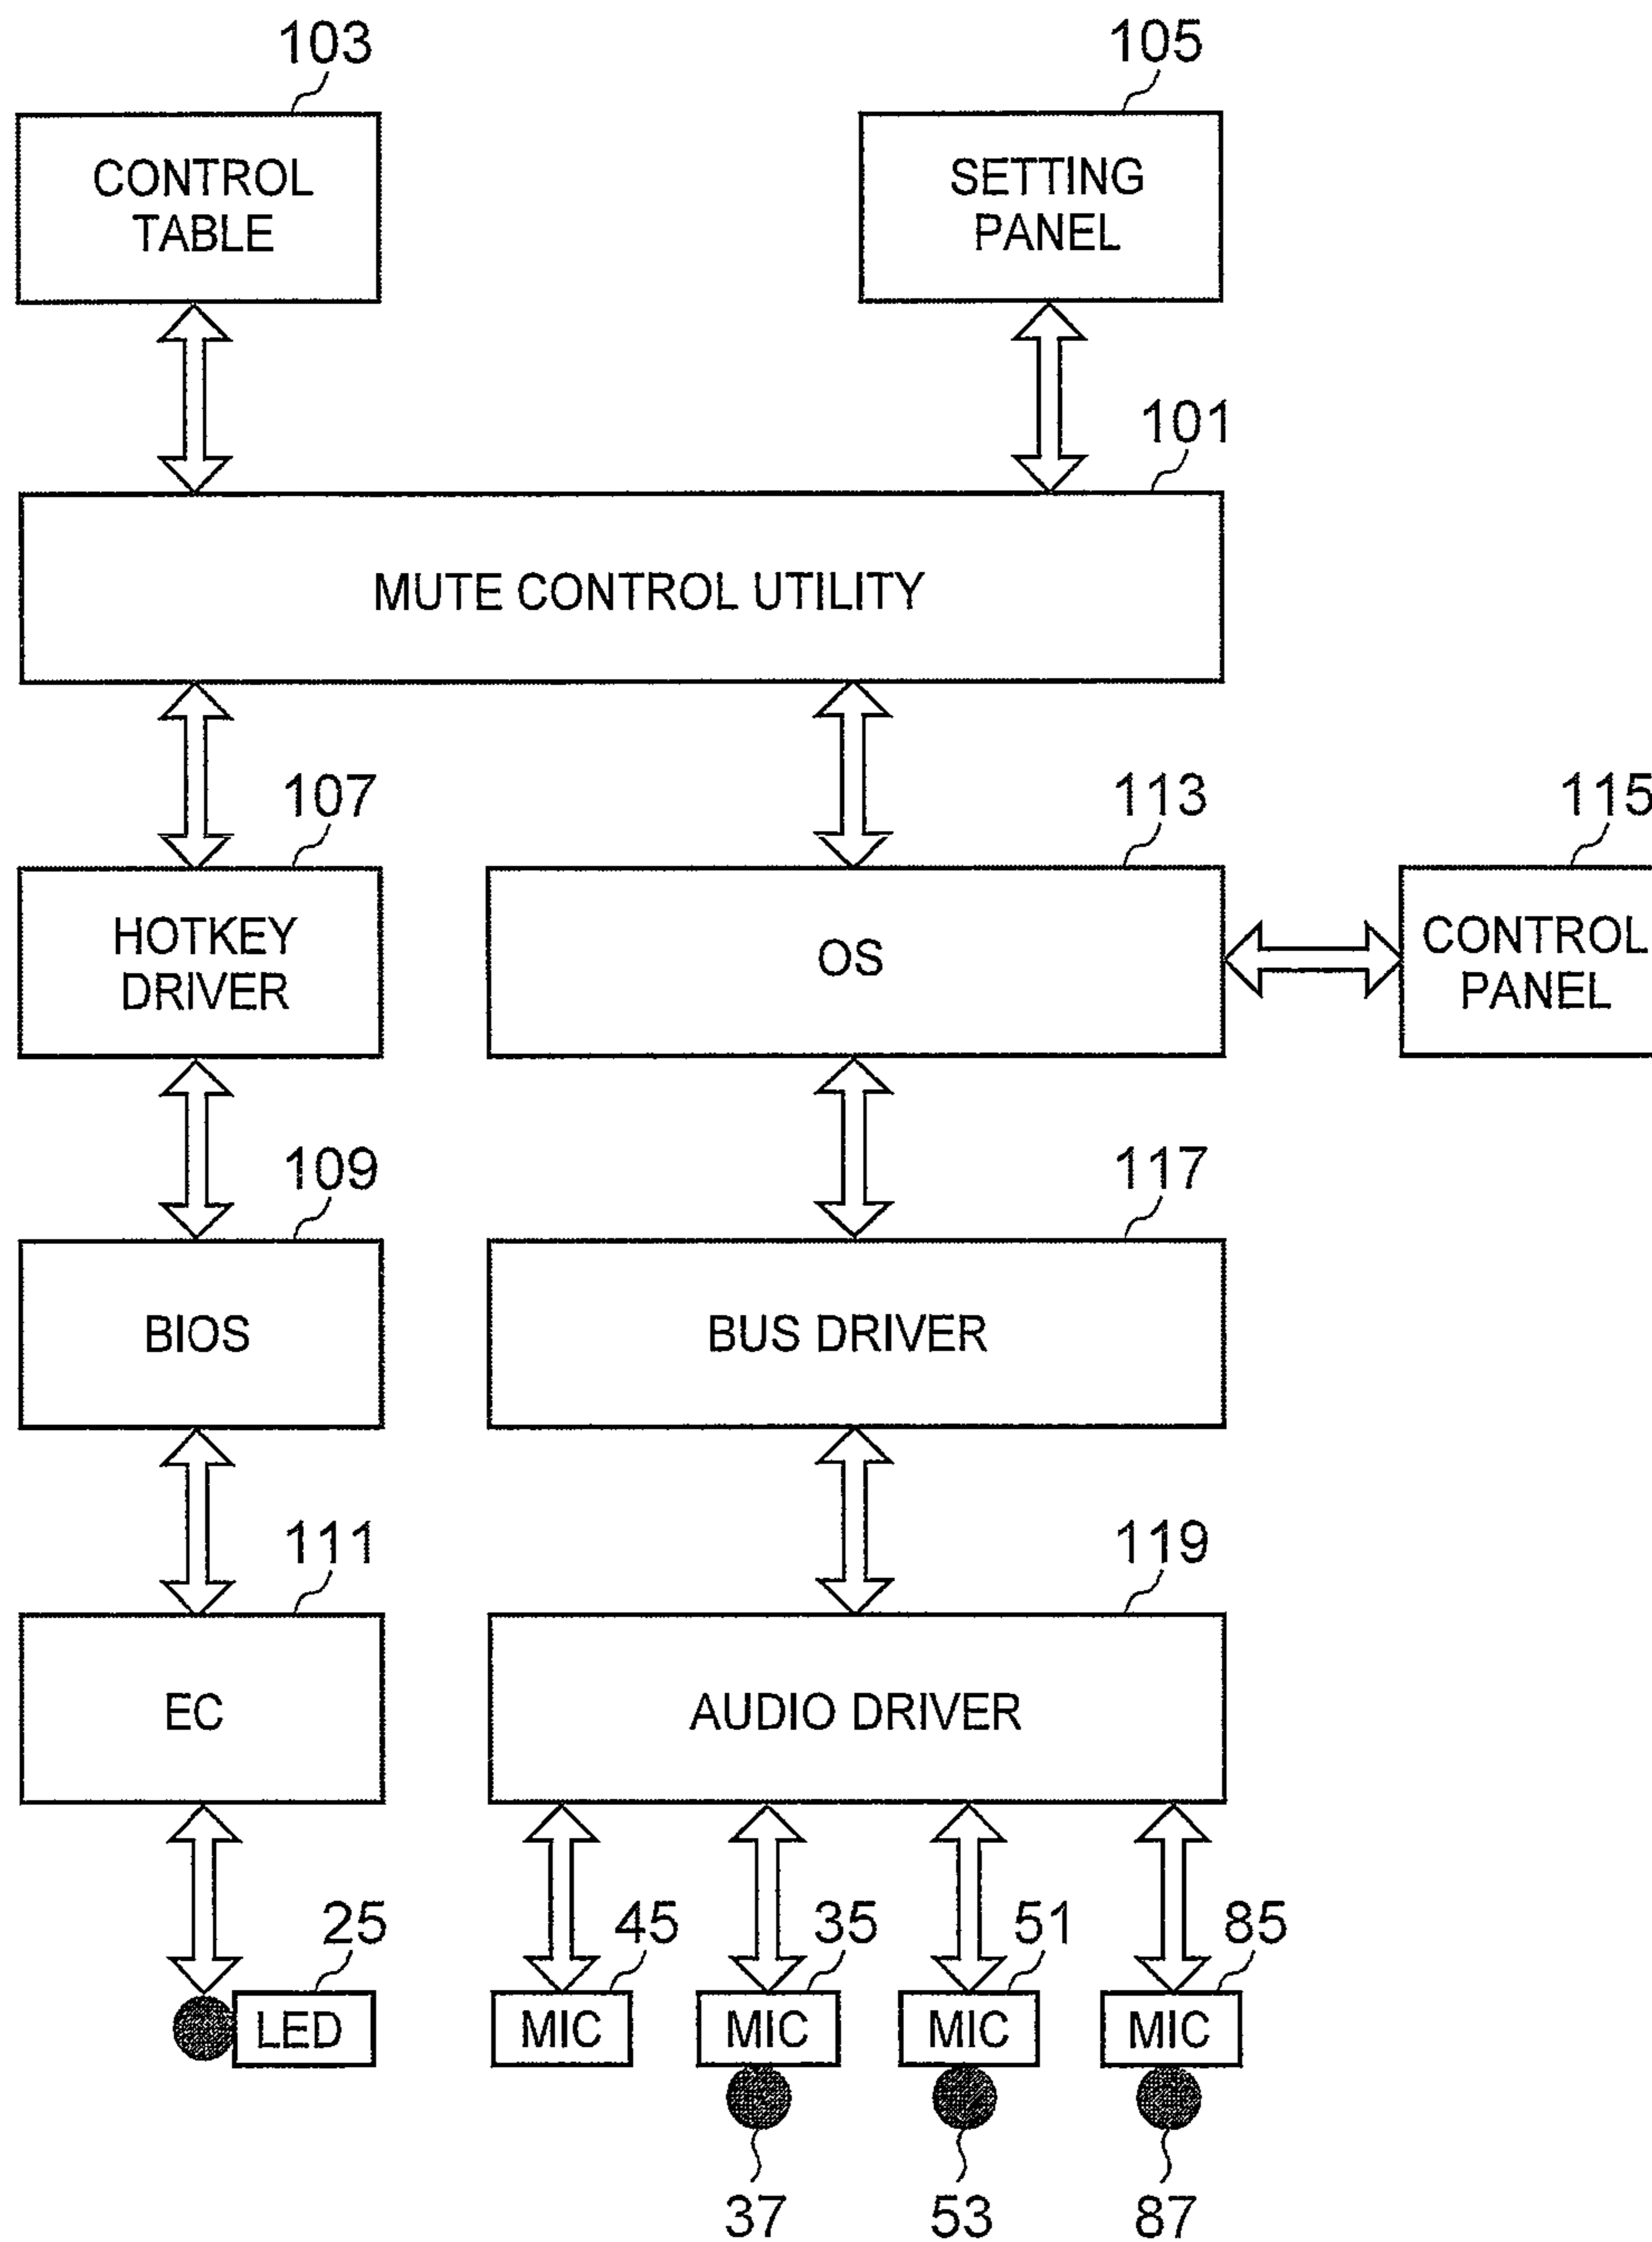 103
105
CONTROL
TABLE
SETTING
PANEL
101
MUTE CONTROL UTILITY
107
113
115
HOTKEY
DRIVER
OS
CONTROL
PANEL
109
117
BIOS
BUS DRIVER
111
119
EC
AUDIO DRIVER
25
45
35
51
85
LED
MIC
MIC
MIC
MIC
37
53
87